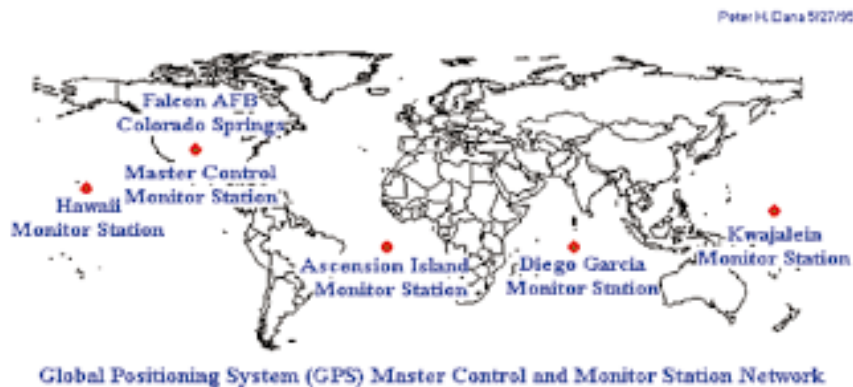 Peter H. Dana 5/27/95
Falcon AFB
Colorado Springs
Master Control
Monitor Station
Hawaii
Monitor Station
Ascension Island
Monitor Station
Diego Garcia
Monitor Station
Kwajalein
Monitor Station
Global Positioning System (GPS) Master Control and Monitor Station Network